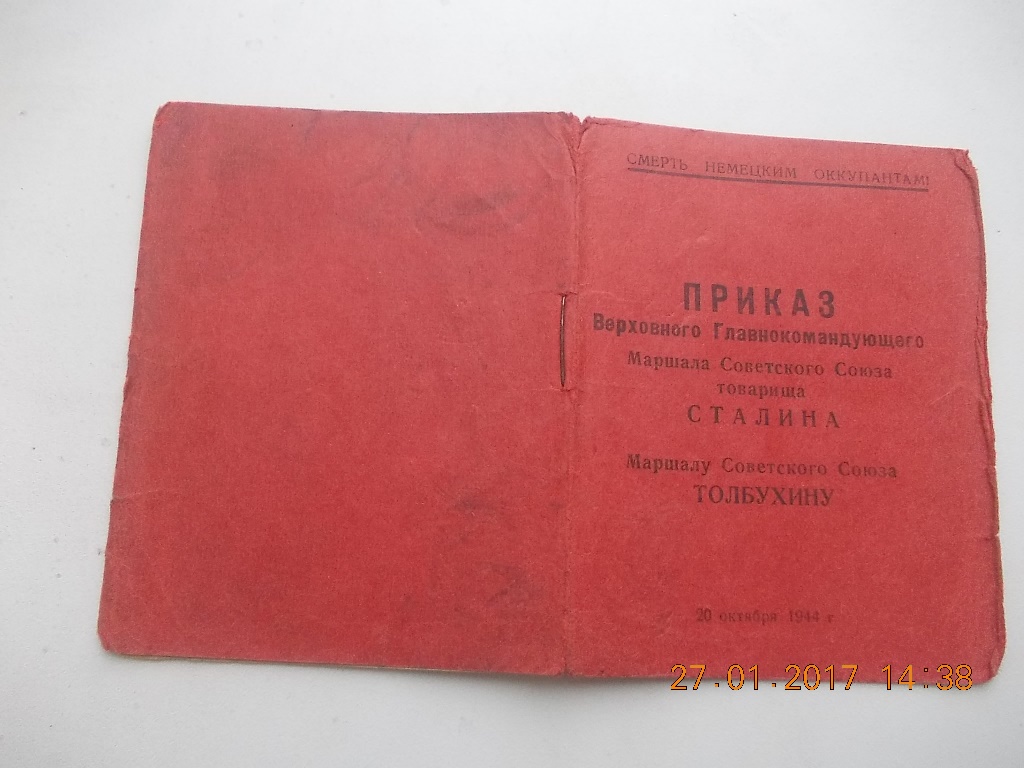 СМЕРТЬ НЕМЕЦКИМ ОККУПАНТАМ!
ПРИКАЗ
Верховного Главнокомандующего
Маршала Советского Союза
товарища
СТАЛИНА
Маршалу Советского Союза
ТОЛБУХИНУ
20 октября 1944 г
27.01.2017 14:38